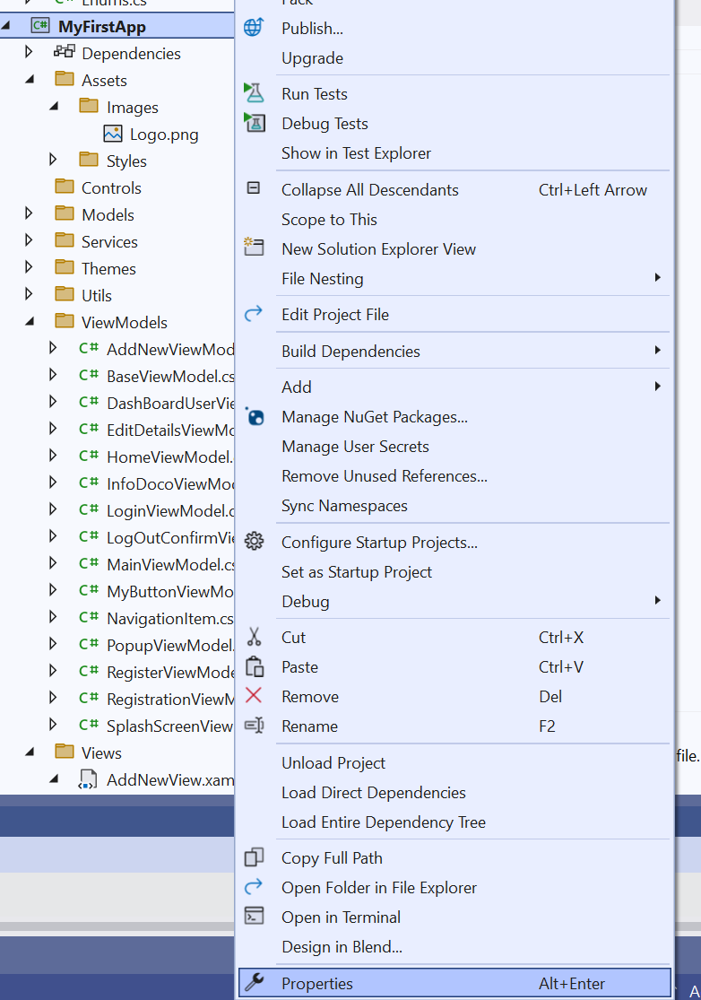 Enums.cs
MyFirstApp
Dependencies
Assets
Images
Logo.png
Styles
Controls
Models
Services
Themes
Utils
ViewModels
C# AddNewViewMod
C# BaseViewModel.cs
C# DashBoardUserVie
C# EditDetailsViewMo
C# HomeViewModel.
C# InfoDocoViewMo
C# LoginViewModel.c
C# LogOutConfirmVie
C# MainViewModel.cs
C# MyButtonViewMo
C# NavigationItem.cs
C# PopupViewModel.
C# RegisterViewMode
C# RegistrationViewM
C# SplashScreenView
Views
AddNewView.xam
Pack
Publish...
Upgrade
Run Tests
Debug Tests
Show in Test Explorer
Collapse All Descendants Ctrl+Left Arrow
Scope to This
New Solution Explorer View
File Nesting
Edit Project File
Build Dependencies
Add
Manage NuGet Packages...
Manage User Secrets
Remove Unused References...
Sync Namespaces
Configure Startup Projects...
Set as Startup Project
Debug
Cut Ctrl+X
Paste Ctrl+V
Remove Del
Rename F2
Unload Project
Load Direct Dependencies
Load Entire Dependency Tree
Copy Full Path
Open Folder in File Explorer
Open in Terminal
Design in Blend...
Properties Alt+Enter
file.
A